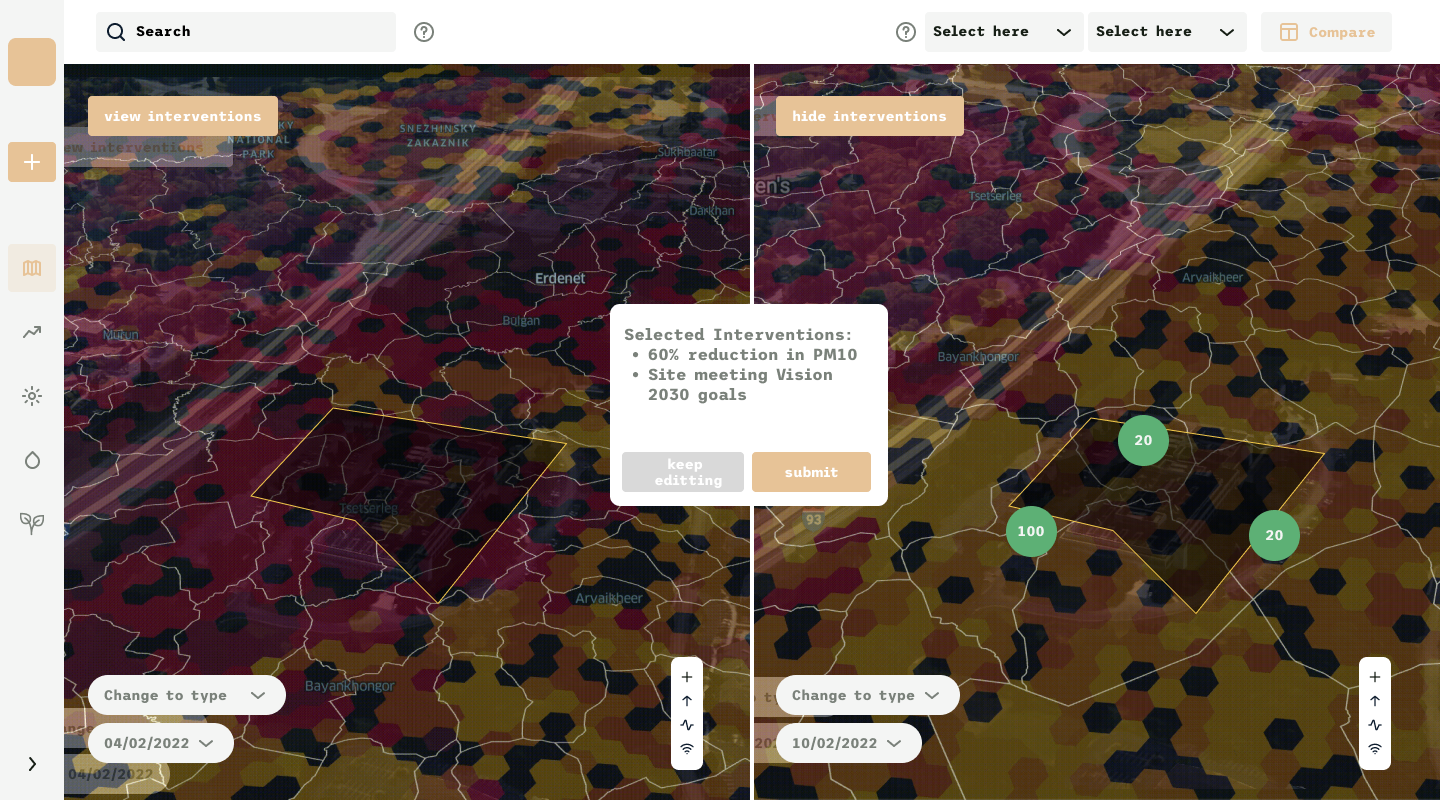 Search
Select here
Select here
Compare
view interventions
hide interventions
ew interventions
NATIONAL
PARK
SNEZHINSKY
ZAKAZNIK
Sukhbaatar
Darkhan
Erdenet
Bulgan
Murun
en's
Tsetserleg
Arvaikheer
Bayankhongor
Selected Interventions:
• 60% reduction in PM10
• Site meeting Vision
2030 goals
keep
editting
submit
Tsetserleg
Arvaikheer
Bayankhongor
20
100
20
93
Change to type
04/02/2022
04/02/2022
Change to type
10/02/2022